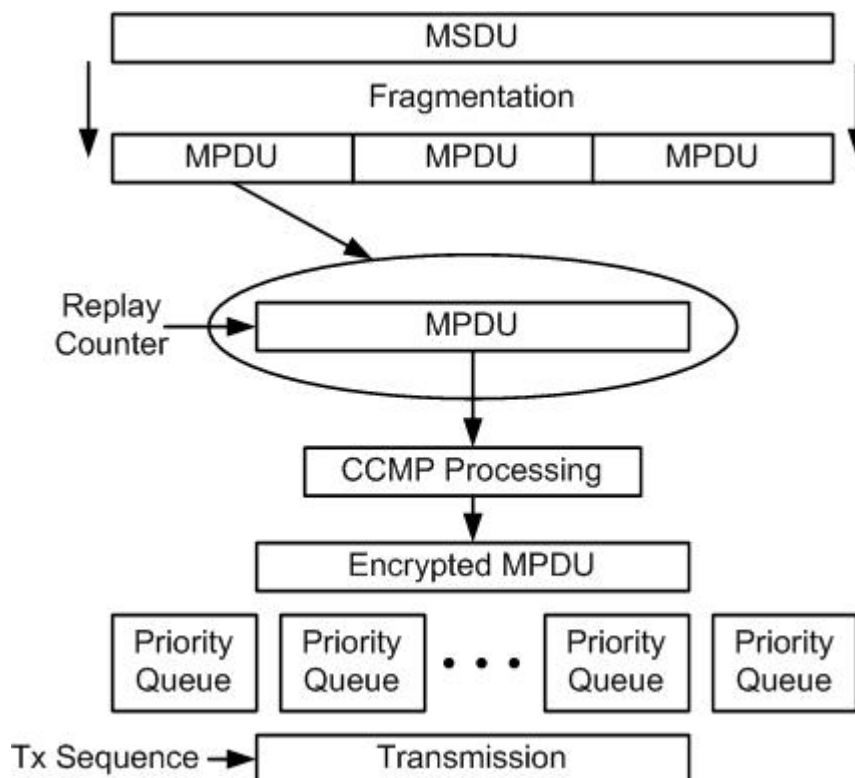 MSDU
Fragmentation
MPDU MPDU MPDU
Replay
Counter
MPDU
CCMP Processing
Encrypted MPDU
Priority
Queue
Priority
Queue
Priority
Queue
Priority
Queue
Tx Sequence
Transmission